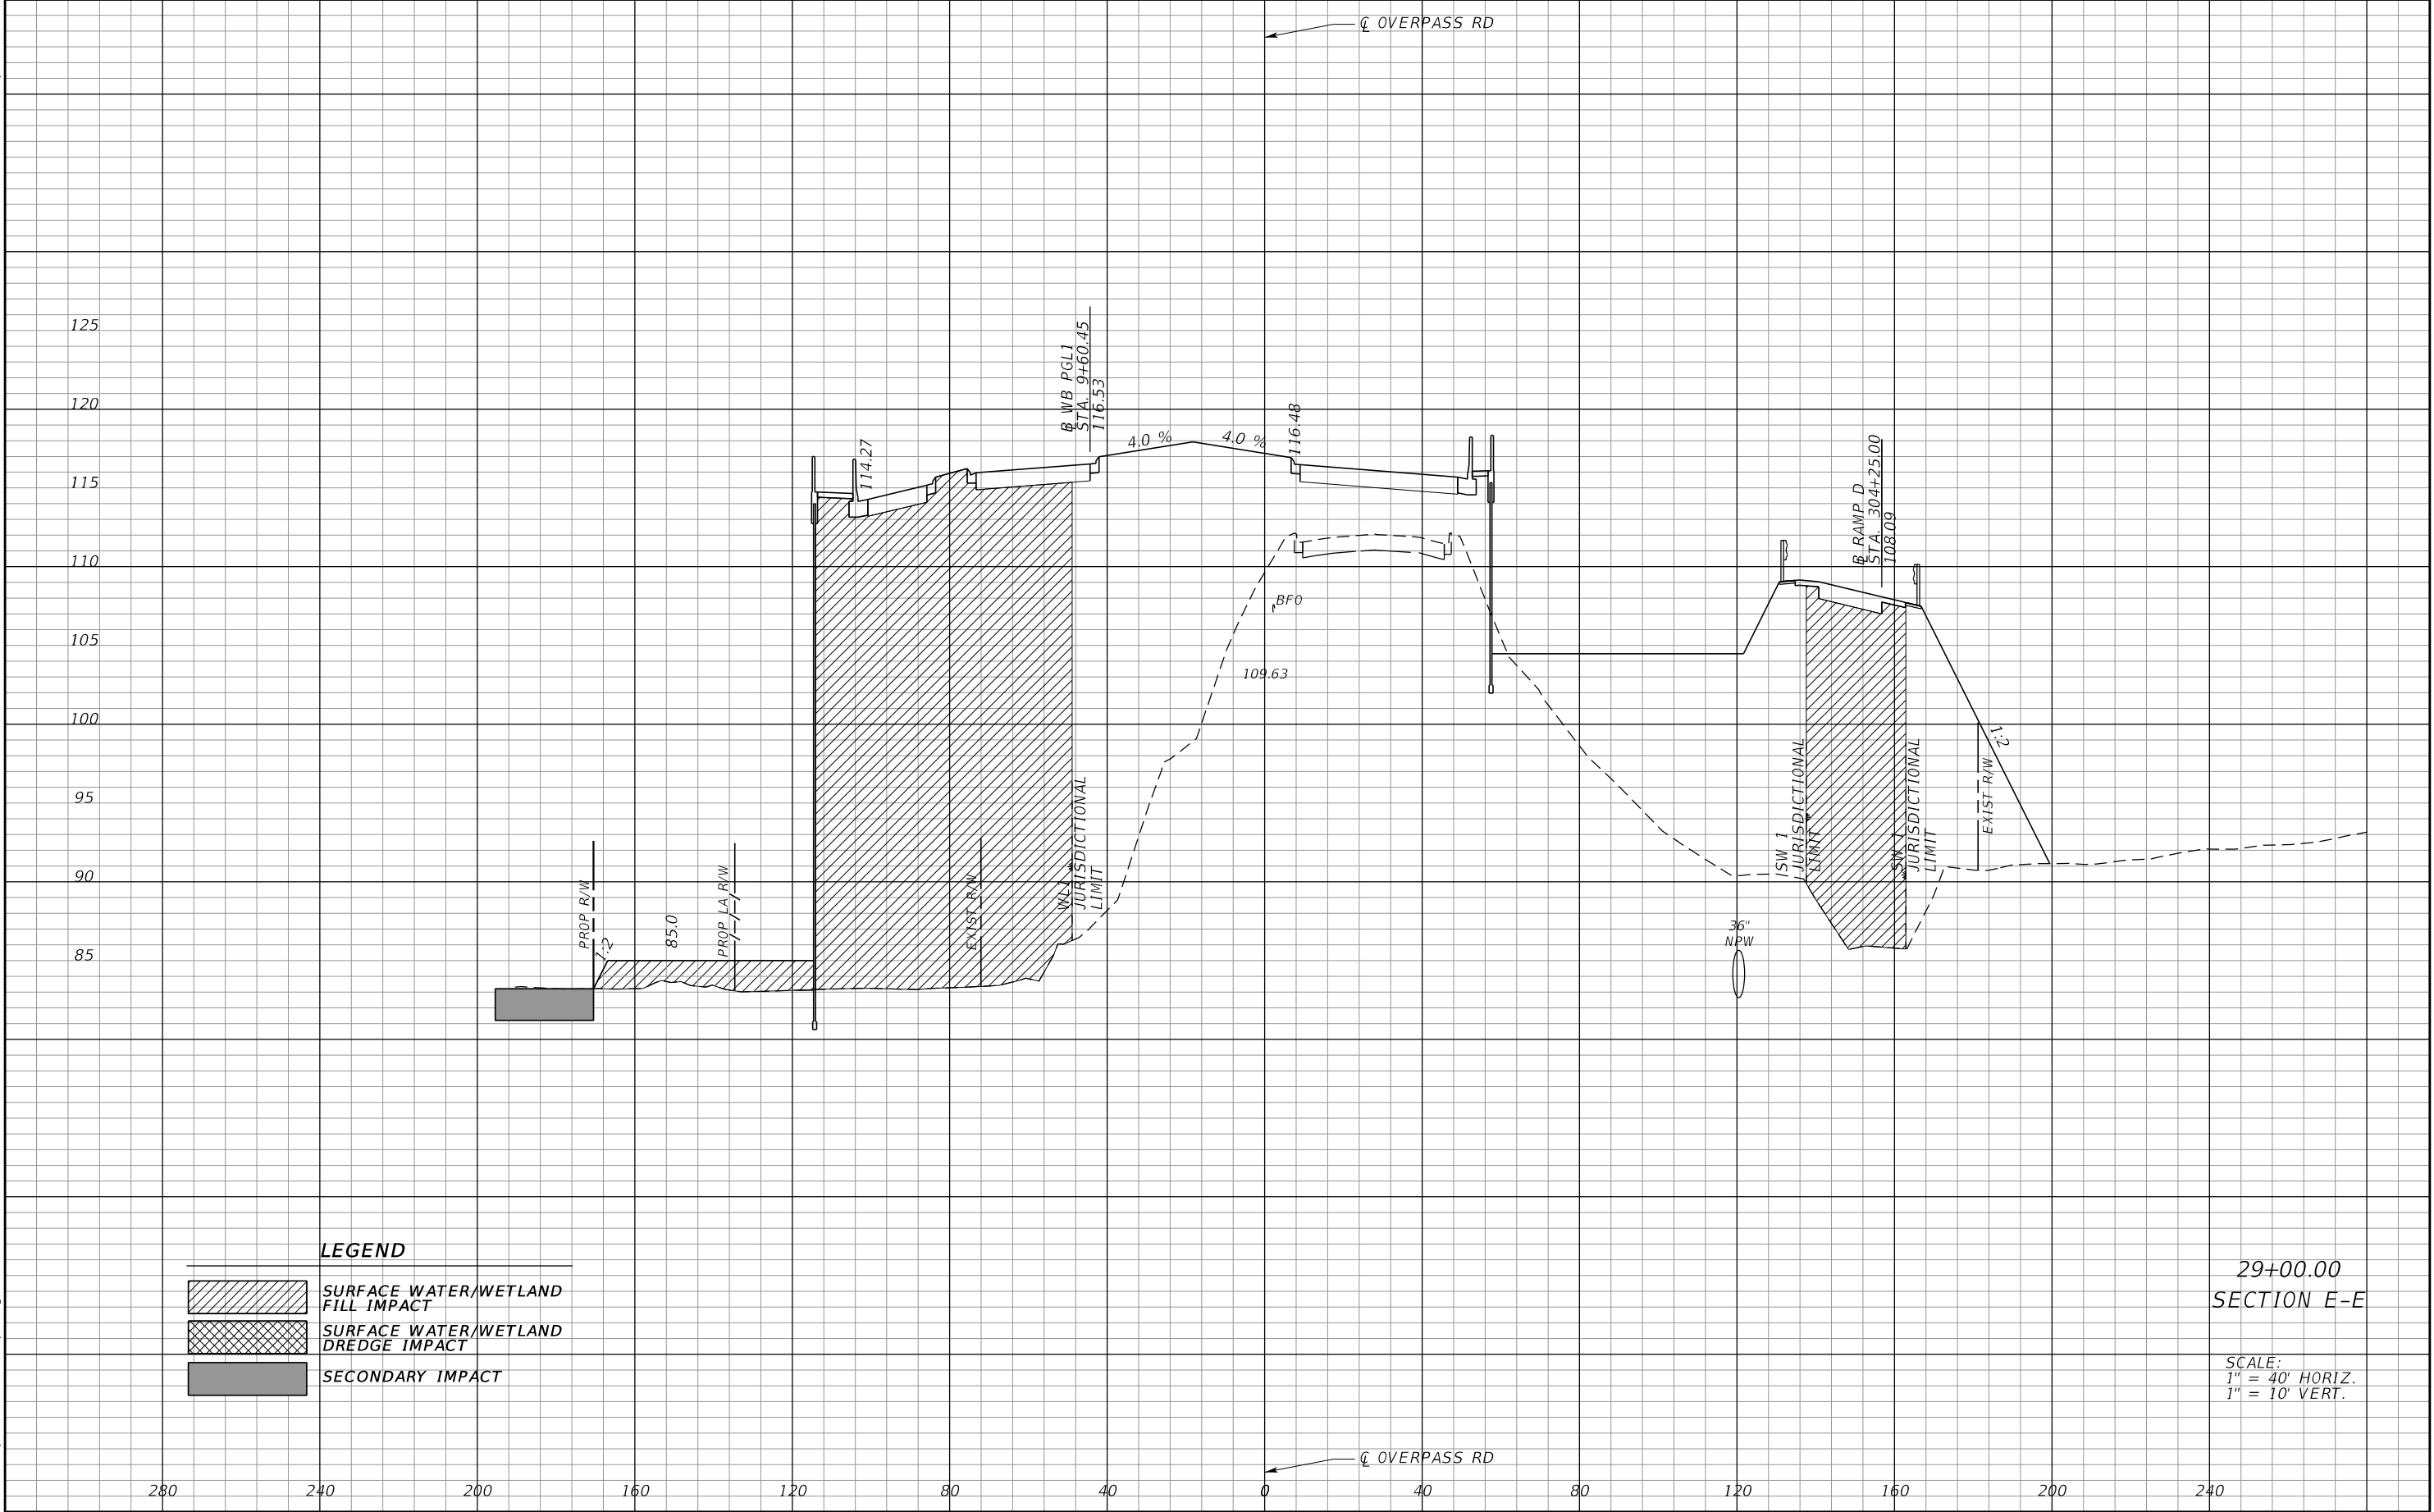 ℄ OVERPASS RD
125
120
115
110
105
100
95
90
85
PROP R/W
1:2
85.0
PROP LA R/W
114.27
EXIST R/W
WL1
JURISDICTIONAL
LIMIT
B WB PGL1
STA. 9+60.45
116.53
4.0 %
4.0 %
116.48
BFO
109.63
36"
NPW
SW 1
JURISDICTIONAL
LIMIT
B RAMP D
STA. 304+25.00
108.09
SW 1
JURISDICTIONAL
LIMIT
EXIST R/W
1:2
LEGEND
SURFACE WATER/WETLAND
FILL IMPACT
SURFACE WATER/WETLAND
DREDGE IMPACT
SECONDARY IMPACT
29+00.00
SECTION E-E
SCALE:
1" = 40' HORIZ.
1" = 10' VERT.
℄ OVERPASS RD
280 240 200 160 120 80 40 0 40 80 120 160 200 240